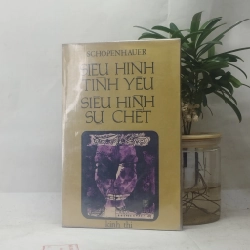 SCHOPENHAUER
SIÊU HÌNH
TÌNH YÊU
SIÊU HÌNH
SỰ CHẾT